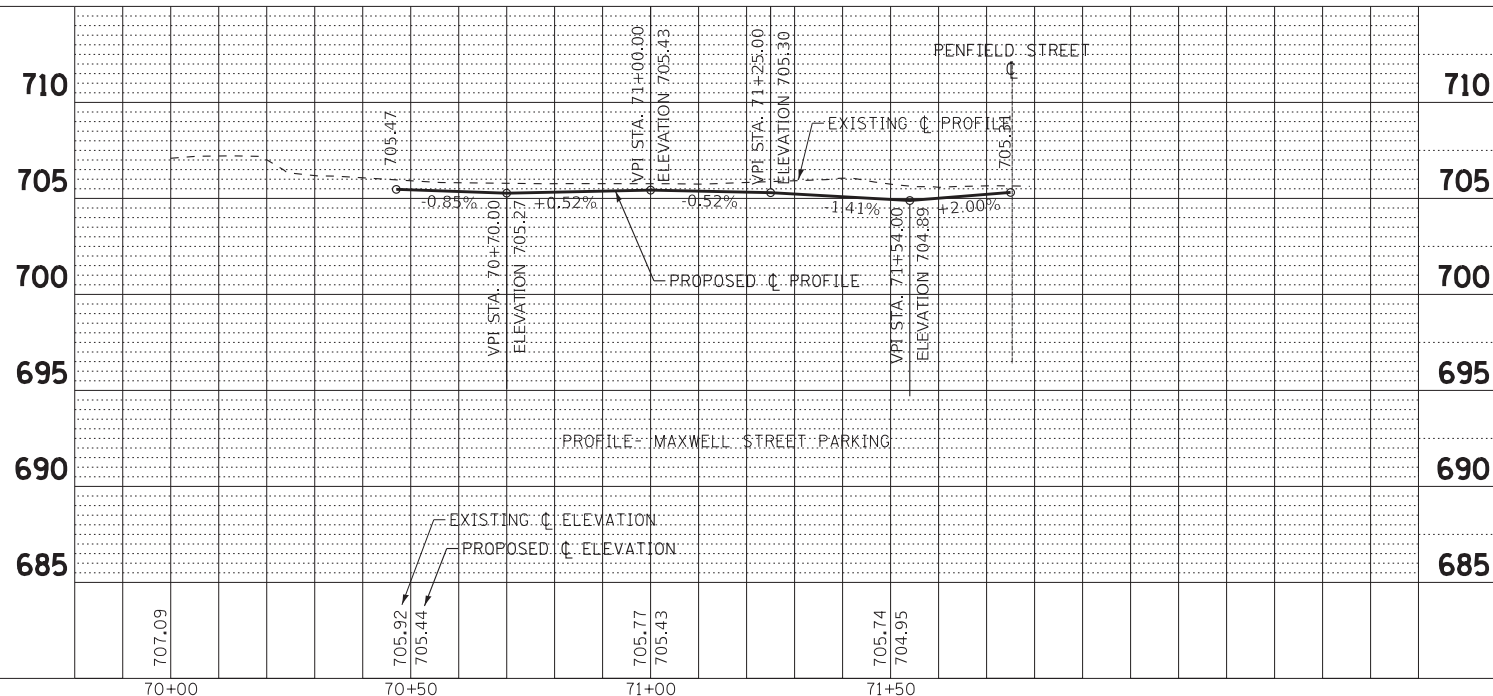 PENFIELD STREET
℄
710
710
VPI STA. 71+00.00
ELEVATION 705.43
VPI STA. 71+25.00
ELEVATION 705.30
705.47
EXISTING ℄ PROFILE
705.31
705
705
-0.85%
+0.52%
-0.52%
-1.41%
+2.00%
VPI STA. 70+70.00
ELEVATION 705.27
VPI STA. 71+54.00
ELEVATION 704.89
PROPOSED ℄ PROFILE
700
700
695
695
PROFILE- MAXWELL STREET PARKING
690
690
EXISTING ℄ ELEVATION
PROPOSED ℄ ELEVATION
685
685
707.09
705.92
705.44
705.77
705.43
705.74
704.95
70+00
70+50
71+00
71+50